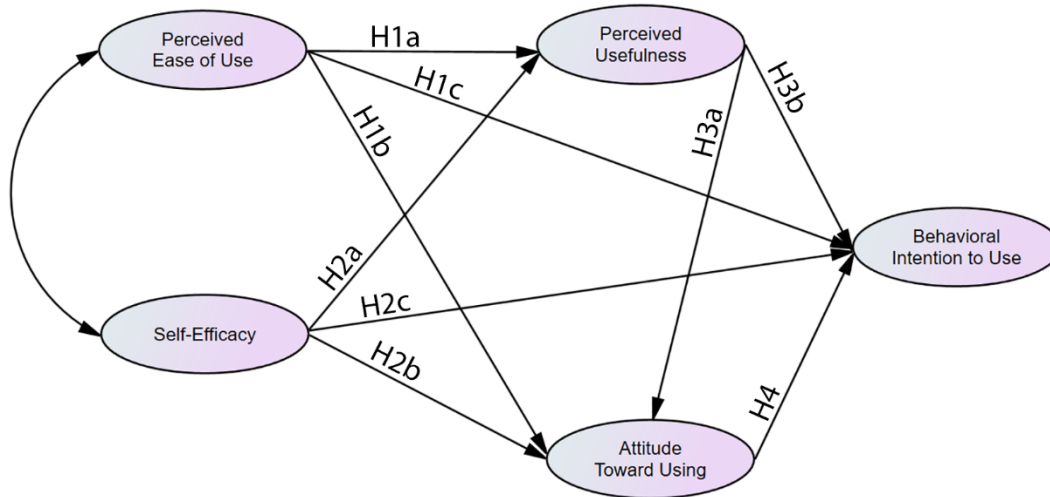 Perceived
Ease of Use
H1a
Perceived
Usefulness
H1c
H3b
H1b
H3a
H2a
Behavioral
Intention to Use
H2c
Self-Efficacy
H2b
H4
Attitude
Toward Using